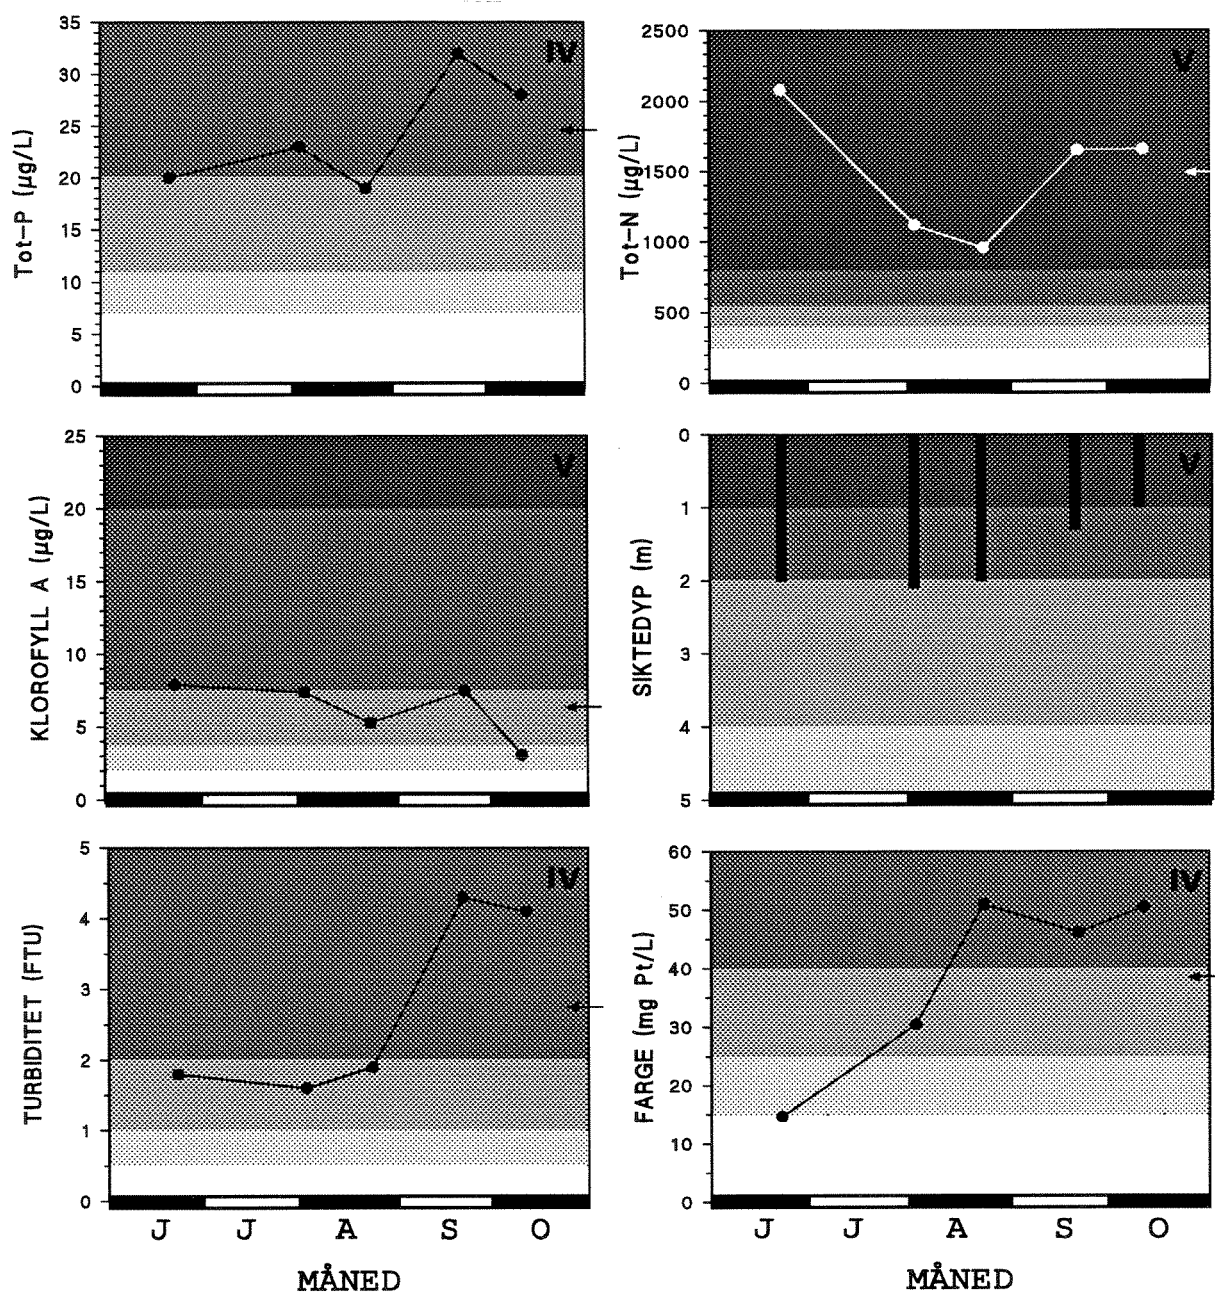 Tot-P (µg/L)
35
30
25
20
15
10
5
0
IV
Tot-N (µg/L)
2500
2000
1500
1000
500
0
V
KLOROFYLL A (µg/L)
25
20
15
10
5
0
V
SIKTEDYP (m)
0
1
2
3
4
5
V
TURBIDITET (FTU)
5
4
3
2
1
0
IV
J J A S O
MÅNED
FARGE (mg Pt/L)
60
50
40
30
20
10
0
IV
J J A S O
MÅNED